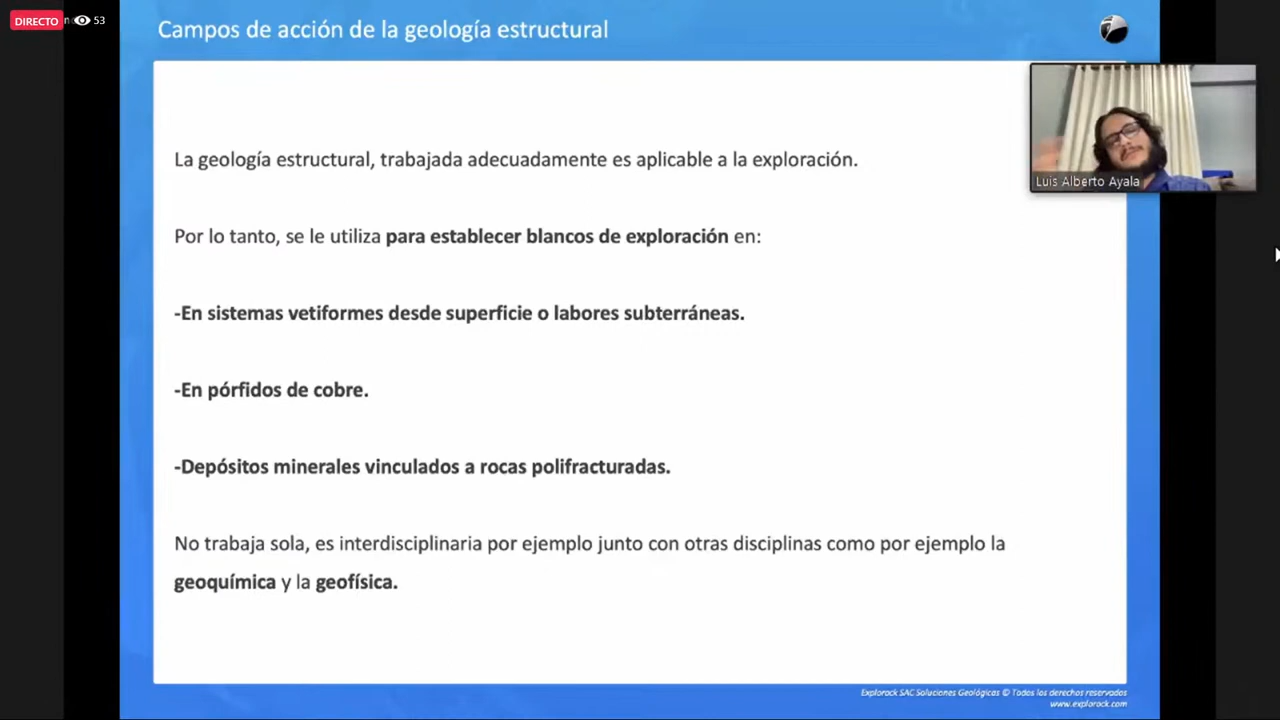 DIRECTO
53
Campos de acción de la geología estructural
Luis Alberto Ayala
La geología estructural, trabajada adecuadamente es aplicable a la exploración.
Por lo tanto, se le utiliza para establecer blancos de exploración en:
-En sistemas vetiformes desde superficie o labores subterráneas.
-En pórfidos de cobre.
-Depósitos minerales vinculados a rocas polifracturadas.
No trabaja sola, es interdisciplinaria por ejemplo junto con otras disciplinas como por ejemplo la
geoquímica y la geofísica.
Explorock SAC Soluciones Geológicas © Todos los derechos reservados
www.explorock.com